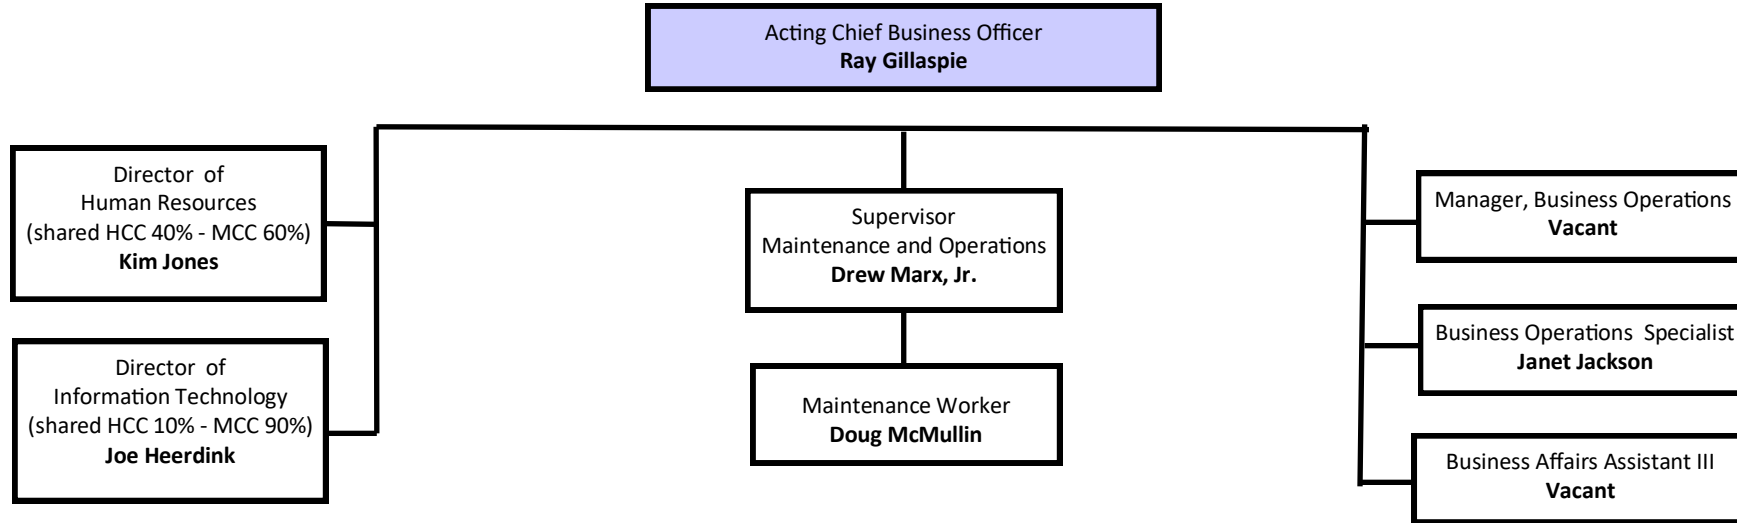 Acting Chief Business Officer
Ray Gillaspie
Director of
Human Resources
(shared HCC 40% - MCC 60%)
Kim Jones
Director of
Information Technology
(shared HCC 10% - MCC 90%)
Joe Heerdink
Supervisor
Maintenance and Operations
Drew Marx, Jr.
Maintenance Worker
Doug McMullin
Manager, Business Operations
Vacant
Business Operations Specialist
Janet Jackson
Business Affairs Assistant III
Vacant